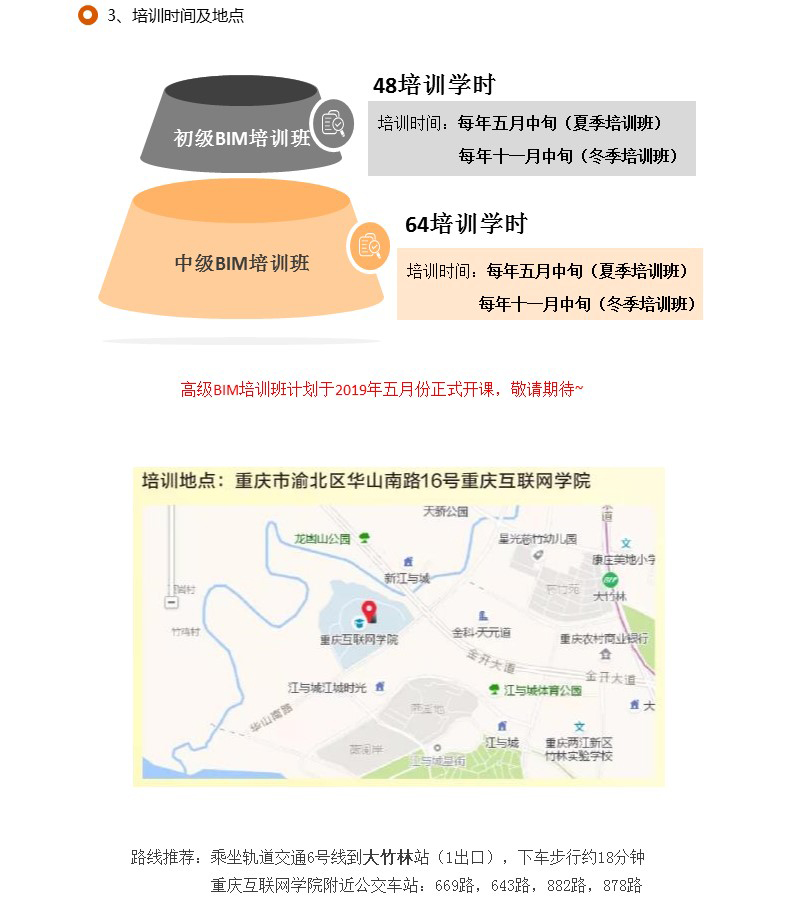 3、培训时间及地点
48培训学时
初级BIM培训班
培训时间：每年五月中旬（夏季培训班）
每年十一月中旬（冬季培训班）
64培训学时
中级BIM培训班
培训时间：每年五月中旬（夏季培训班）
每年十一月中旬（冬季培训班）
高级BIM培训班计划于2019年五月份正式开课，敬请期待~
培训地点：重庆市渝北区华山南路16号重庆互联网学院
天骄公园
道
龙凼山公园
星光慈竹幼儿园
康庄美地小学
新江与城
大竹林
竹坞村
重庆互联网学院
金科·天元道
重庆农村商业银行
金开大道
金开大道
江与城江城时光
江与城体育公园
大
华山南路
江与城
重庆两江新区
竹林实验学校
江与城星街
路线推荐：乘坐轨道交通6号线到大竹林站（1出口），下车步行约18分钟
重庆互联网学院附近公交车站：669路，643路，882路，878路